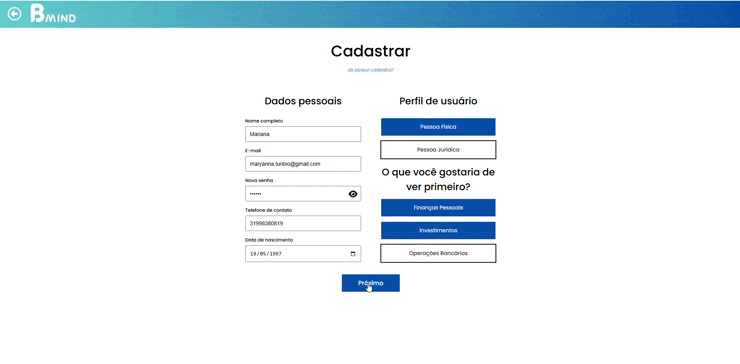 BMIND
Cadastrar
Já possui cadastro?
Dados pessoais
Nome completo
Mariana
E-mail
maryanna.turibio@gmail.com
Nova senha
••••••
Telefone de contato
31998380819
Data de nascimento
19/05/1997
Perfil de usuário
Pessoa Física
Pessoa Jurídica
O que você gostaria de
ver primeiro?
Finanças Pessoais
Investimentos
Operações Bancárias
Próximo